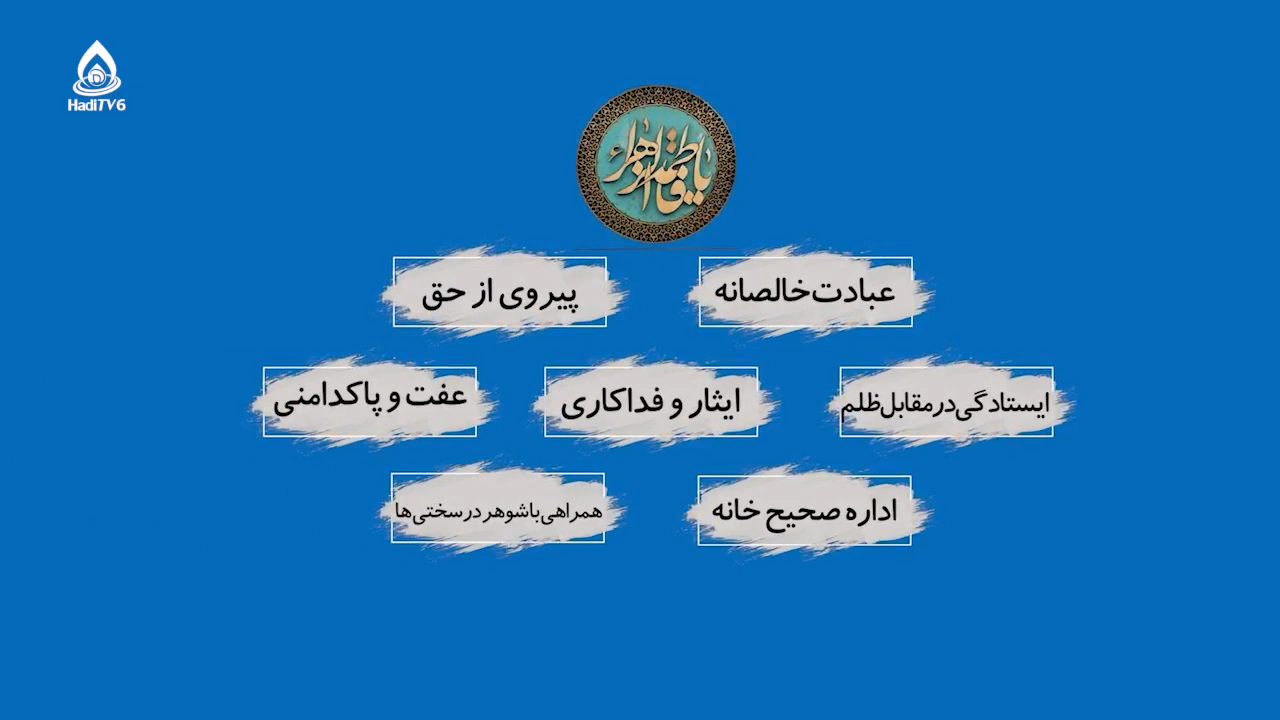 HadiTV6
یا فاطمة الزهراء
عبادت خالصانه
پیروی از حق
ایستادگی در مقابل ظلم
ایثار و فداکاری
عفت و پاکدامنی
اداره صحیح خانه
همراهی با شوهر در سختی‌ها